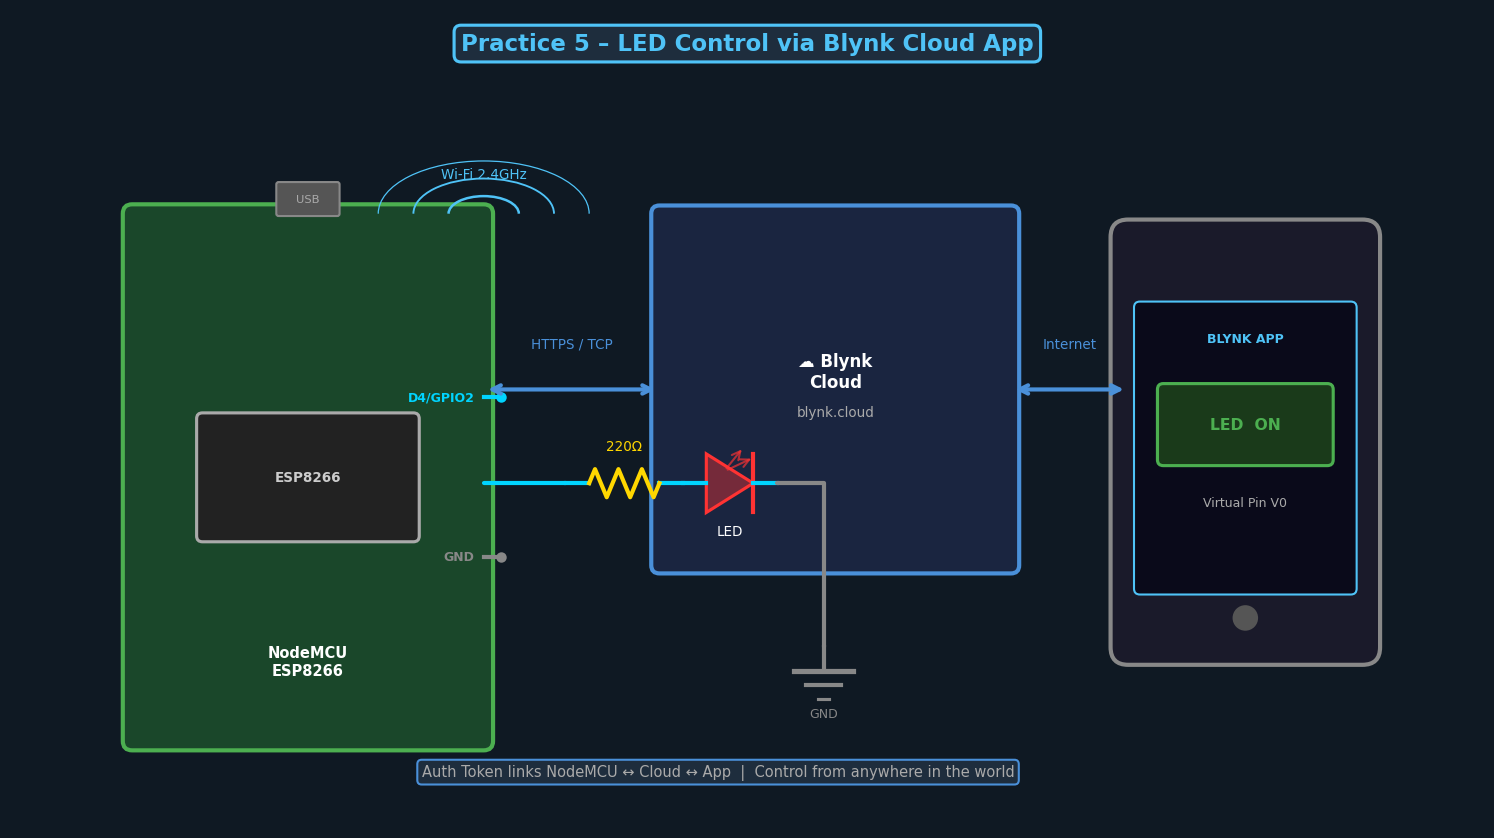 Practice 5 – LED Control via Blynk Cloud App
Wi-Fi 2.4GHz
USB
HTTPS / TCP
Internet
BLYNK APP
☁ Blynk
Cloud
blynk.cloud
D4/GPIO2
LED  ON
220Ω
ESP8266
Virtual Pin V0
LED
GND
NodeMCU
ESP8266
GND
Auth Token links NodeMCU ↔ Cloud ↔ App  |  Control from anywhere in the world